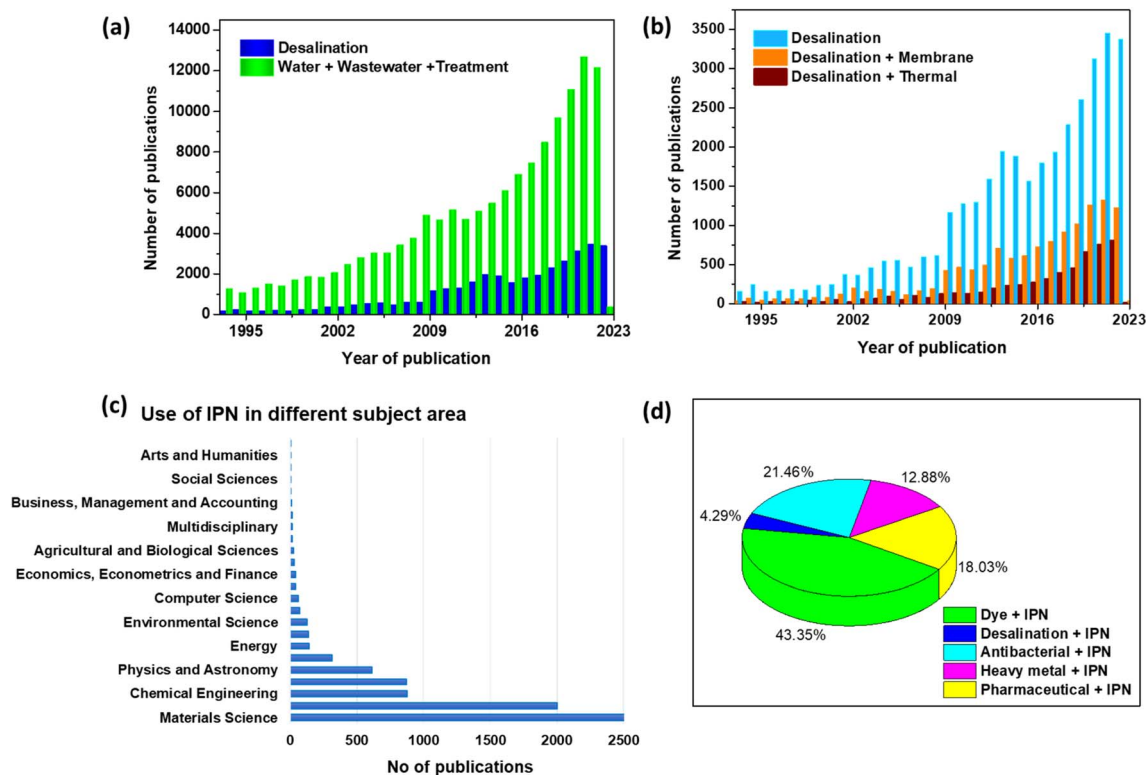 (a)
14000
12000
10000
8000
6000
4000
2000
0
Number of publications
Desalination
Water + Wastewater +Treatment
1995 2002 2009 2016 2023
Year of publication
(b)
3500
3000
2500
2000
1500
1000
500
0
Number of publications
Desalination
Desalination + Membrane
Desalination + Thermal
1995 2002 2009 2016 2023
Year of publication
(c)
Use of IPN in different subject area
Arts and Humanities
Social Sciences
Business, Management and Accounting
Multidisciplinary
Agricultural and Biological Sciences
Economics, Econometrics and Finance
Computer Science
Environmental Science
Energy
Physics and Astronomy
Chemical Engineering
Materials Science
0 500 1000 1500 2000 2500
No of publications
(d)
21.46%
12.88%
4.29%
18.03%
43.35%
Dye + IPN
Desalination + IPN
Antibacterial + IPN
Heavy metal + IPN
Pharmaceutical + IPN